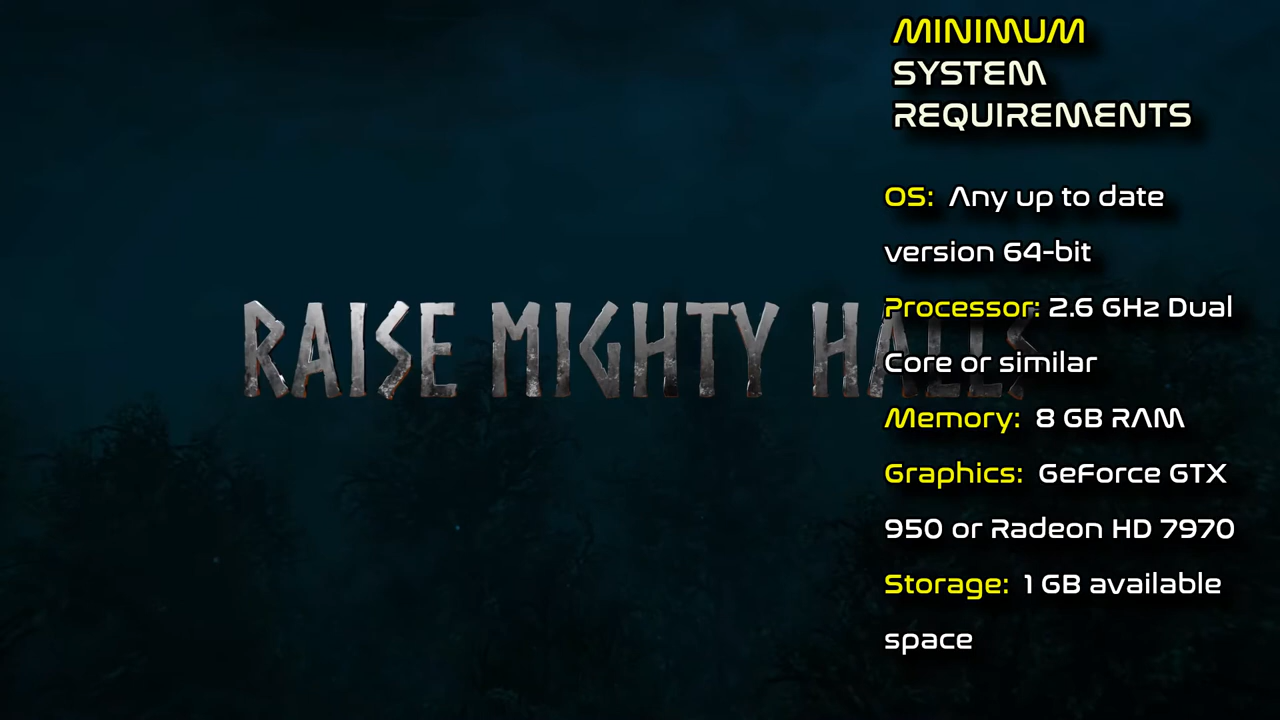 MINIMUM
SYSTEM
REQUIREMENTS
OS: Any up to date
version 64-bit
Processor: 2.6 GHz Dual
Core or similar
Memory: 8 GB RAM
Graphics: GeForce GTX
950 or Radeon HD 7970
Storage: 1 GB available
space
RAISE MIGHTY HALLS